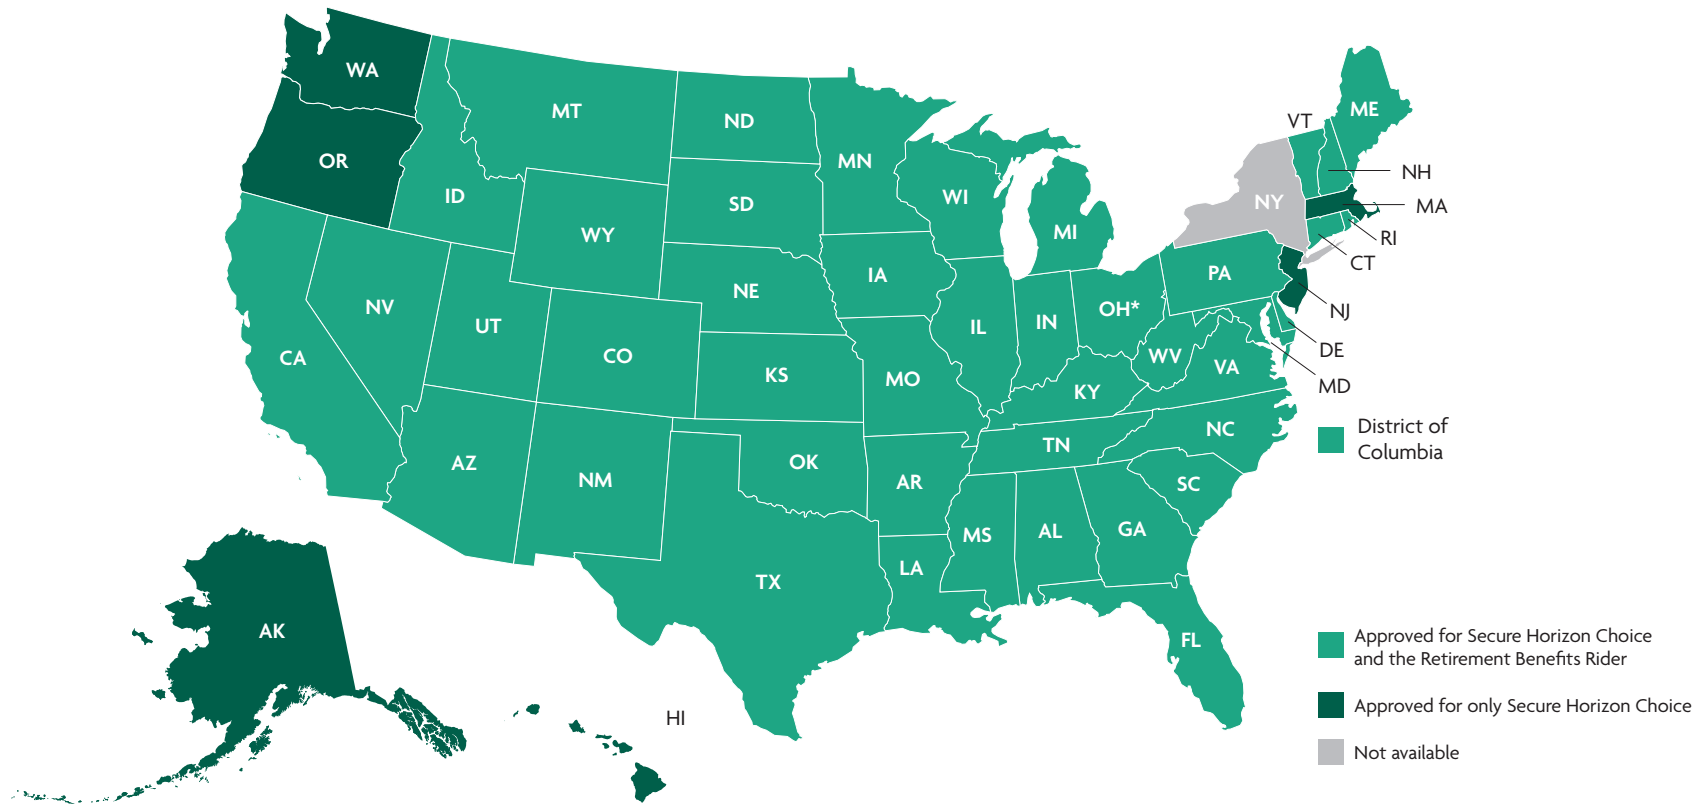 WA
MT
ND
MN
ME
VT
OR
ID
SD
WI
NH
NY
MA
WY
MI
RI
CT
IA
PA
NE
NV
UT
OH*
NJ
IL
IN
CO
CA
WV
DE
VA
KS
MO
MD
KY
NC
District of
Columbia
TN
AZ
OK
NM
AR
SC
MS
AL
GA
LA
TX
AK
FL
Approved for Secure Horizon Choice
and the Retirement Benefits Rider
Approved for only Secure Horizon Choice
HI
Not available